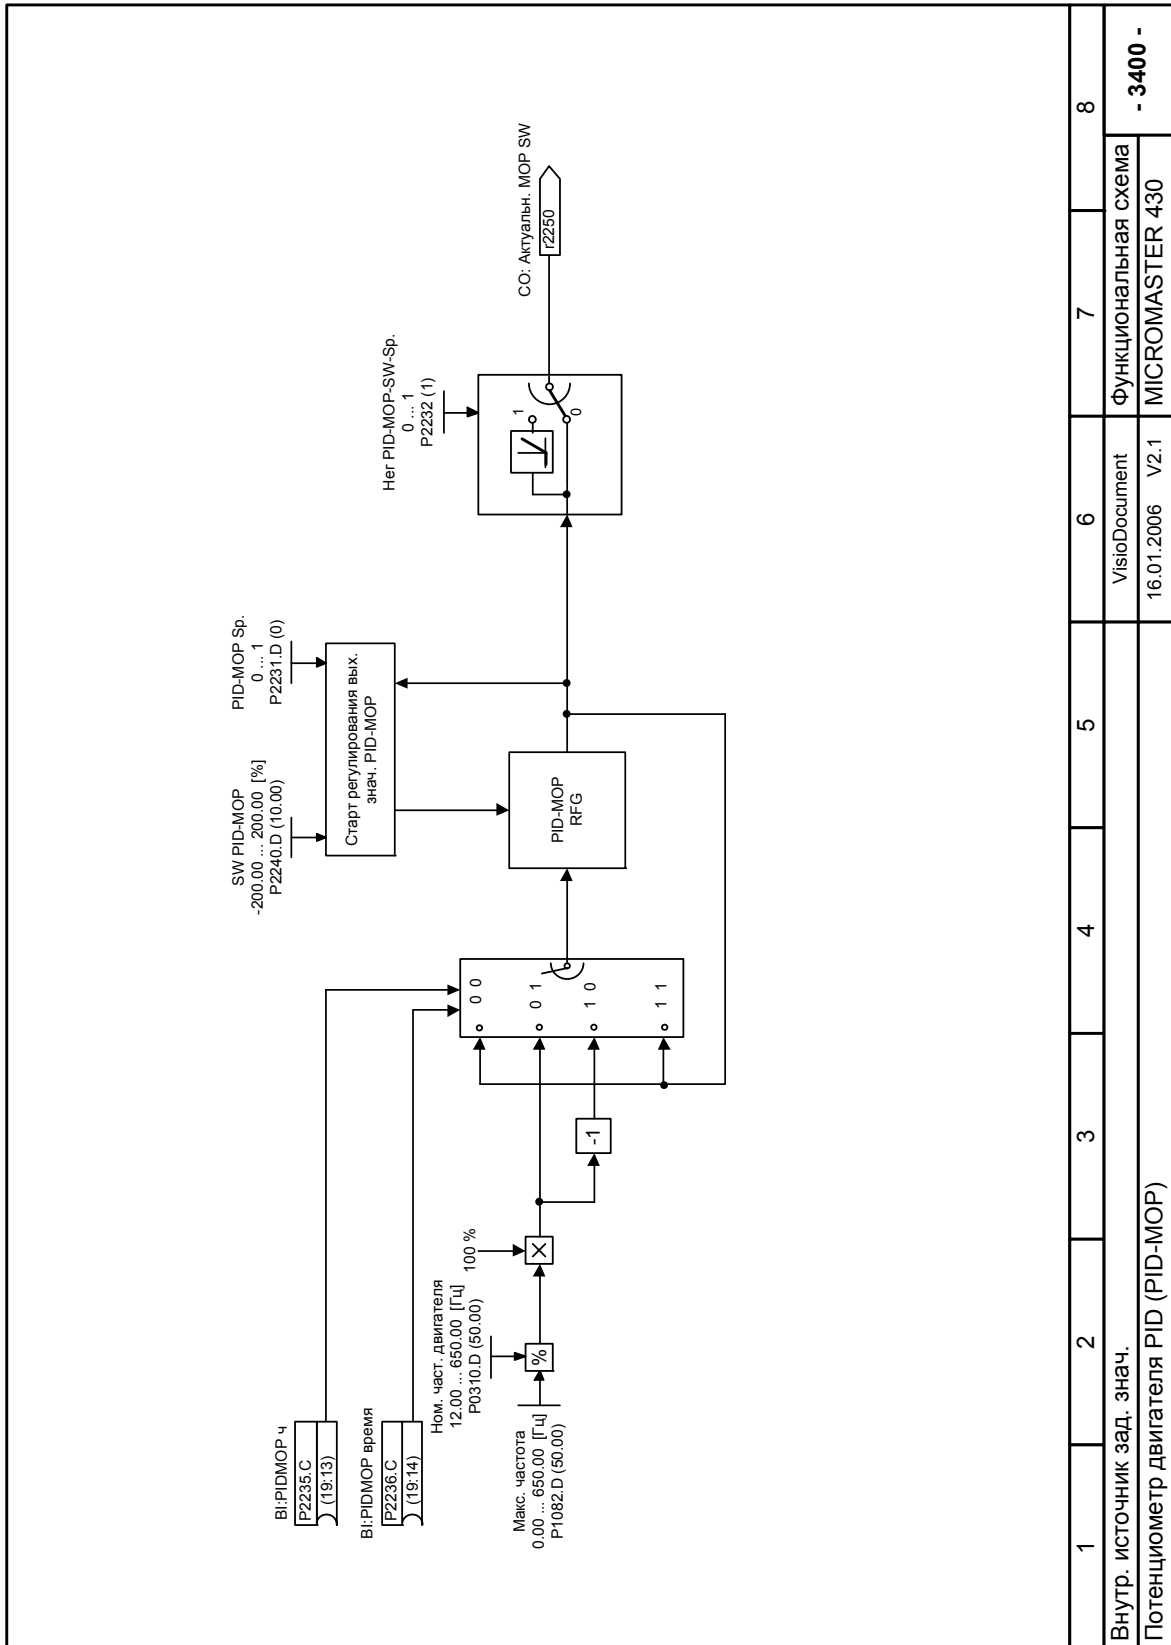 BI:PIDMOP ч
P2235.C
(19:13)
BI:PIDMOP время
P2236.C
(19:14)
Макс. частота
0.00 ... 650.00 [Гц]
P1082.D (50.00)
Ном. част. двигателя
12.00 ... 650.00 [Гц]
P0310.D (50.00)
%
100 %
X
-1
0 0
0 1
1 0
1 1
SW PID-MOP
-200.00 ... 200.00 [%]
P2240.D (10.00)
PID-MOP Sp.
0 ... 1
P2231.D (0)
Старт регулирования вых.
знач. PID-MOP
PID-MOP
RFG
Нег PID-MOP-SW-Sp.
0 ... 1
P2232 (1)
1
0
CO: Актуальн. MOP SW
r2250
1 2 3 4 5 6 7 8
Внутр. источник зад. знач.
Потенциометр двигателя PID (PID-MOP)
VisioDocument
16.01.2006 V2.1
Функциональная схема
MICROMASTER 430
- 3400 -